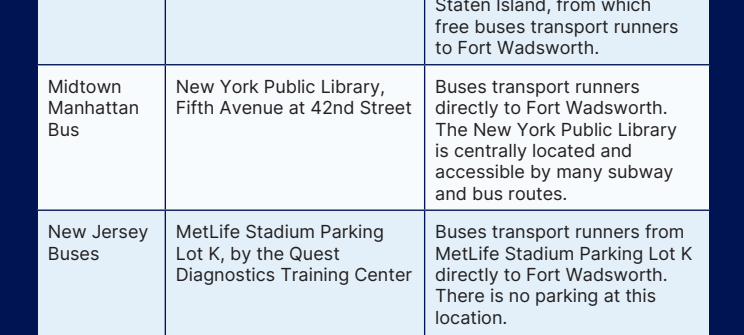 Staten Island, from which
free buses transport runners
to Fort Wadsworth.
Midtown
Manhattan
Bus
New York Public Library,
Fifth Avenue at 42nd Street
Buses transport runners
directly to Fort Wadsworth.
The New York Public Library
is centrally located and
accessible by many subway
and bus routes.
New Jersey
Buses
MetLife Stadium Parking
Lot K, by the Quest
Diagnostics Training Center
Buses transport runners from
MetLife Stadium Parking Lot K
directly to Fort Wadsworth.
There is no parking at this
location.